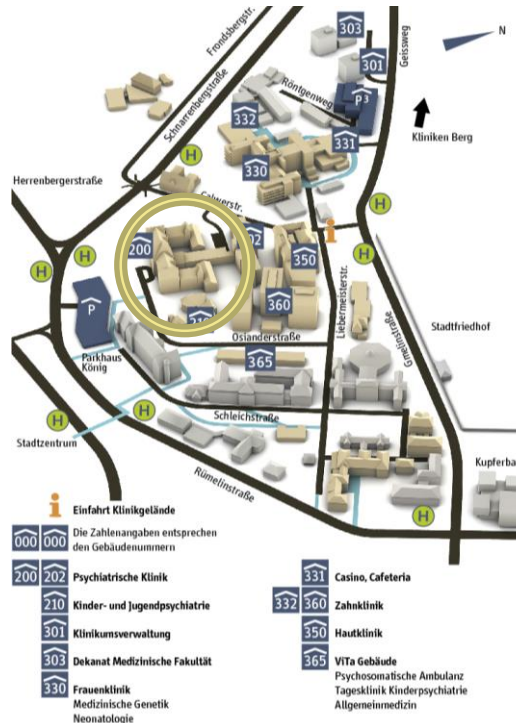 303
Frondsbergstr.
Geissweg
N
Schnarrenbergstraße
301
Röntgenweg
P3
332
Kliniken Berg
331
H
330
Herrenbergerstraße
Calwerstr.
H
i
H
H
200
350
H
Liebermeisterstr.
360
P
Osianderstraße
Gmelinstraße
Stadtfriedhof
Parkhaus
König
365
H
H
Schleichstraße
Stadtzentrum
Rümelinstraße
H
i Einfahrt Klinikgelände
000 000 Die Zahlenangaben entsprechen
den Gebäudenummern
200 202 Psychiatrische Klinik
210 Kinder- und Jugendpsychiatrie
301 Klinikumsverwaltung
303 Dekanat Medizinische Fakultät
330 Frauenklinik
Medizinische Genetik
Neonatologie
331 Casino, Cafeteria
332 360 Zahnklinik
350 Hautklinik
365 ViTa Gebäude
Psychosomatische Ambulanz
Tagesklinik Kinderpsychiatrie
Allgemeinmedizin